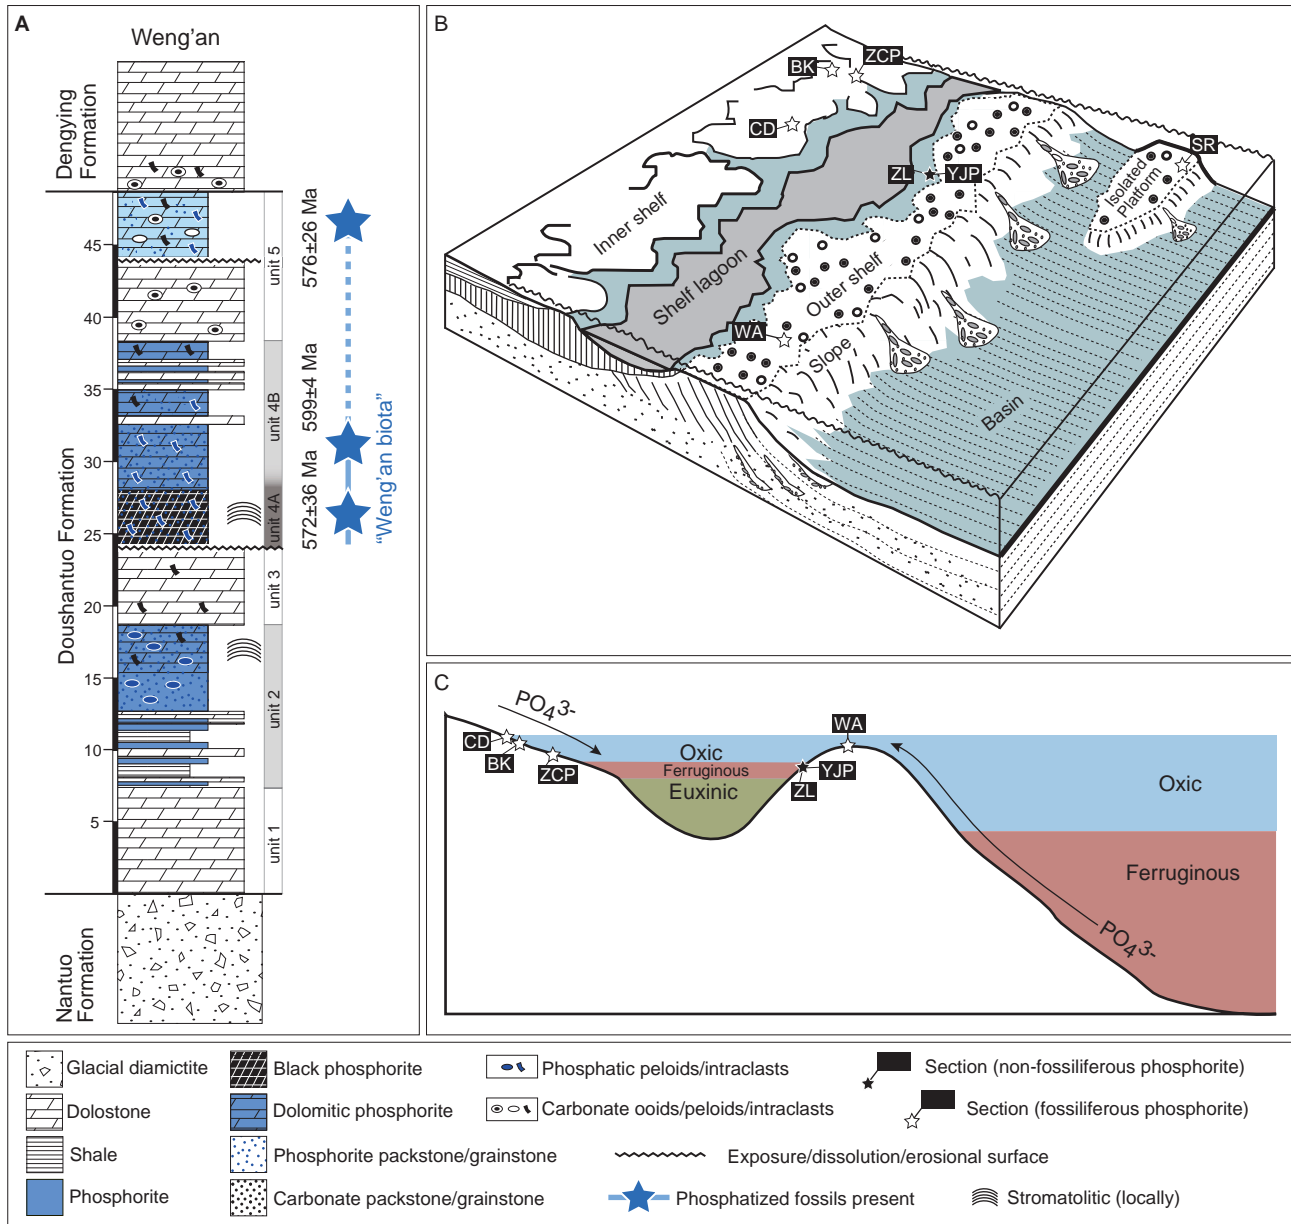 A
Weng'an
Dengying
Formation
Doushantuo Formation
Nantuo
Formation
45
40
35
30
25
20
15
10
5
unit 5
unit 4B
unit 4A
unit 3
unit 2
unit 1
576±26 Ma
599±4 Ma
572±36 Ma
"Weng'an biota"
B
BK
ZCP
CD
ZL
YJP
SR
WA
Inner shelf
Shelf lagoon
Outer shelf
Slope
Isolated
Platform
Basin
C
PO₄³⁻
CD
BK
ZCP
Oxic
Ferruginous
Euxinic
ZL
YJP
WA
Oxic
Ferruginous
PO₄³⁻
Glacial diamictite
Dolostone
Shale
Phosphorite
Black phosphorite
Dolomitic phosphorite
Phosphorite packstone/grainstone
Carbonate packstone/grainstone
Phosphatic peloids/intraclasts
Carbonate ooids/peloids/intraclasts
Exposure/dissolution/erosional surface
Phosphatized fossils present
Section (non-fossiliferous phosphorite)
Section (fossiliferous phosphorite)
Stromatolitic (locally)